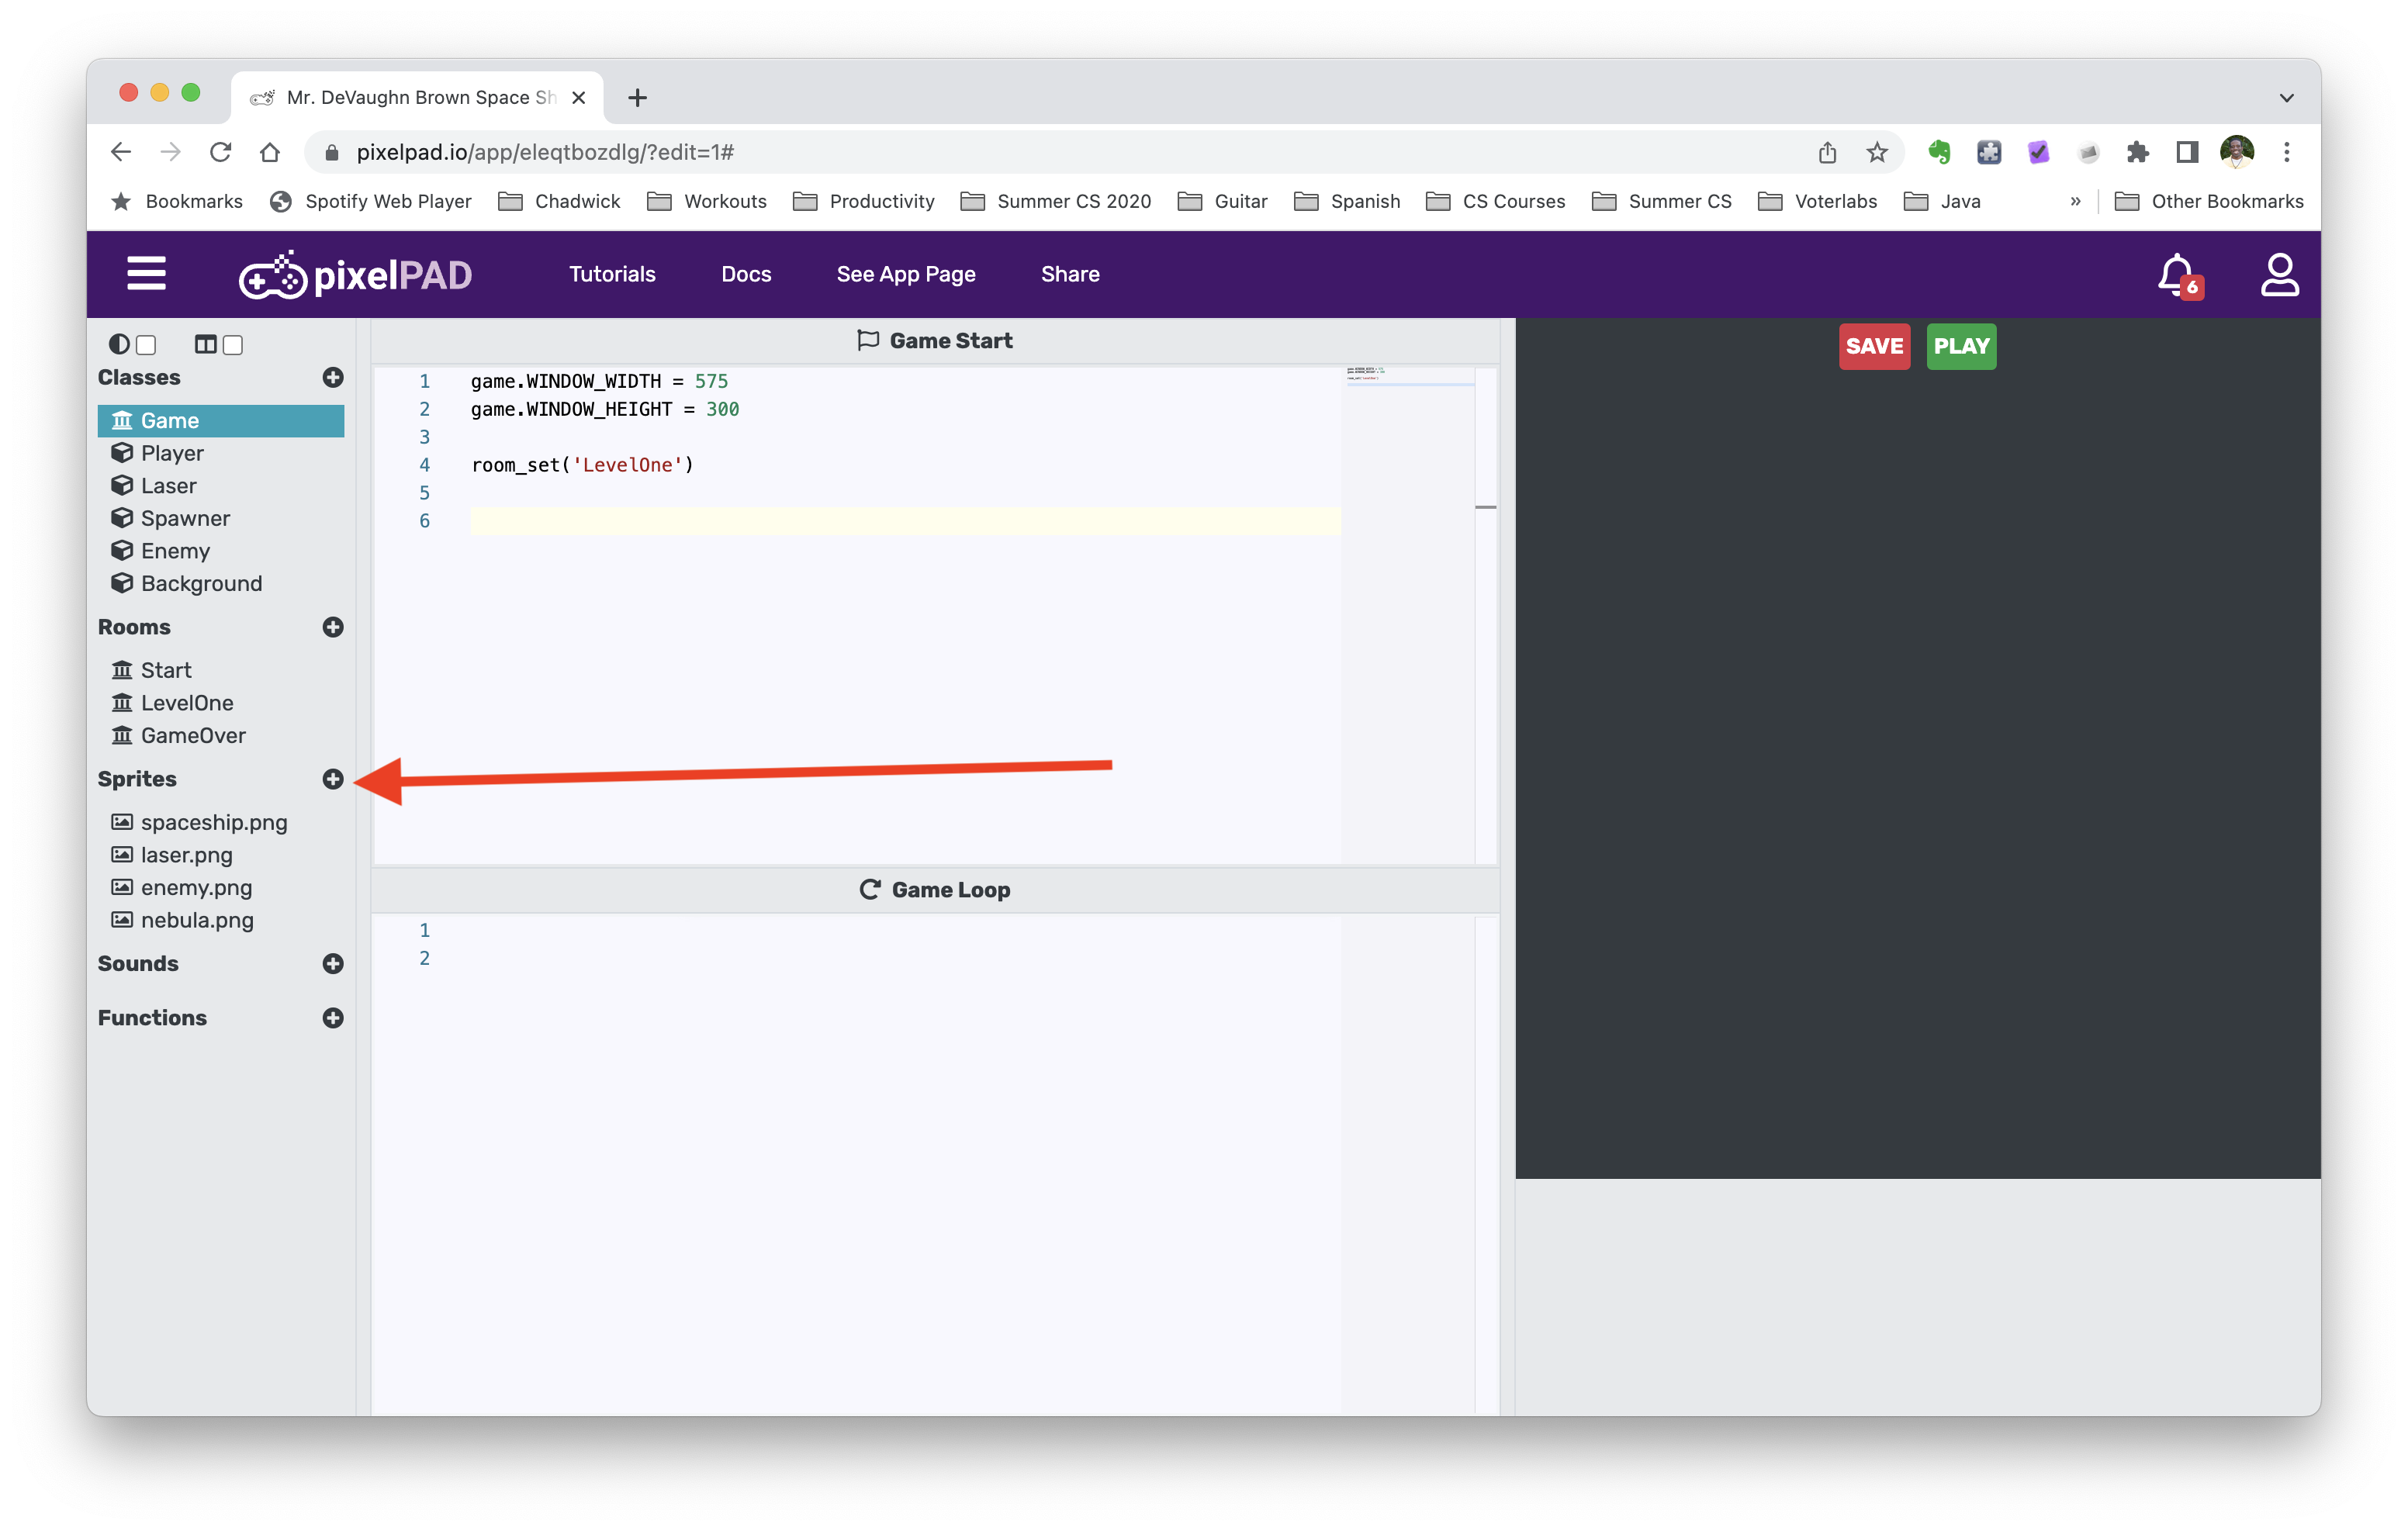 Mr. DeVaughn Brown Space Sh
pixelpad.io/app/eleqtbozdlg/?edit=1#
Bookmarks Spotify Web Player Chadwick Workouts Productivity Summer CS 2020 Guitar Spanish CS Courses Summer CS Voterlabs Java » Other Bookmarks
pixelPAD Tutorials Docs See App Page Share 6
Classes
Game
Player
Laser
Spawner
Enemy
Background
Rooms
Start
LevelOne
GameOver
Sprites
spaceship.png
laser.png
enemy.png
nebula.png
Sounds
Functions
Game Start
1 game.WINDOW_WIDTH = 575
2 game.WINDOW_HEIGHT = 300
3
4 room_set('LevelOne')
5
6
Game Loop
1
2
SAVE PLAY